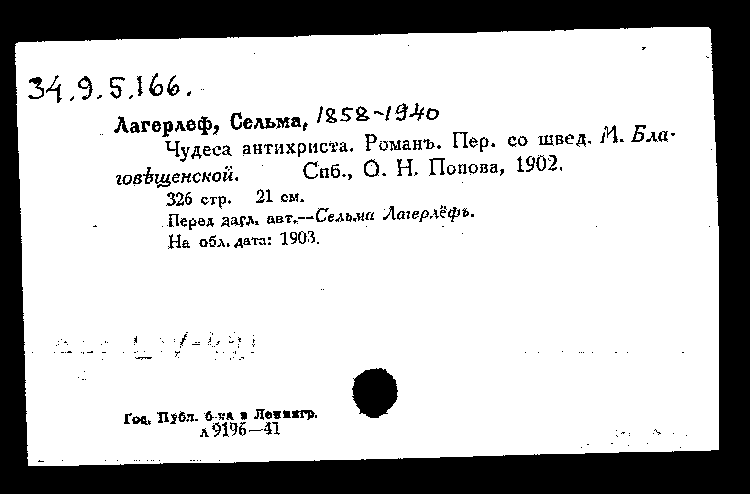 34.9.5.166.
Лагерлеф, Сельма, 1858-1940
Чудеса антихриста. Романъ. Пер. со швед. М. Бла-
говѣщенской. Спб., О. Н. Попова, 1902.
326 стр. 21 см.
Перед загл. авт.—Сельма Лагерлёфъ.
На обл. дата: 1903.
Гос. Публ. б-ка в Ленингр.
л 9196—41